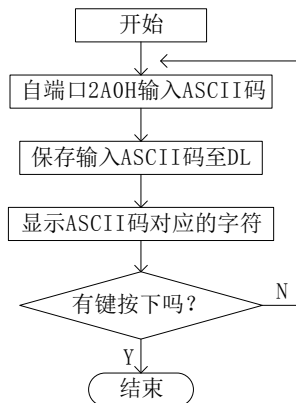 开始
自端口2A0H输入ASCII码
保存输入ASCII码至DL
显示ASCII码对应的字符
有键按下吗？
N
Y
结束